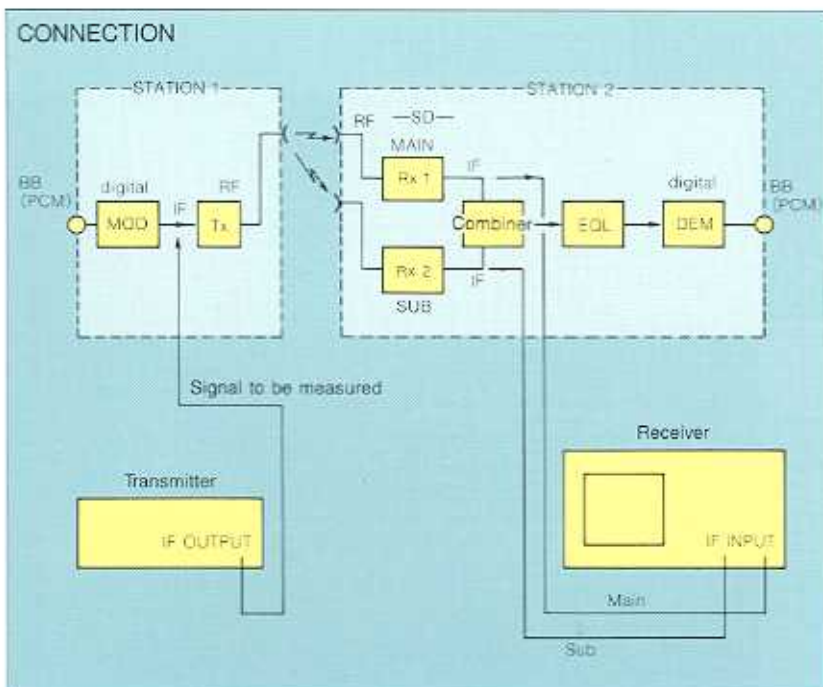 CONNECTION
STATION 1
STATION 2
BB
(PCM)
digital
MOD
IF
RF
Tx
RF
SD
MAIN
Rx 1
IF
Combiner
Rx 2
IF
SUB
EQL
digital
DEM
BB
(PCM)
Signal to be measured
Transmitter
IF OUTPUT
Receiver
IF INPUT
Main
Sub